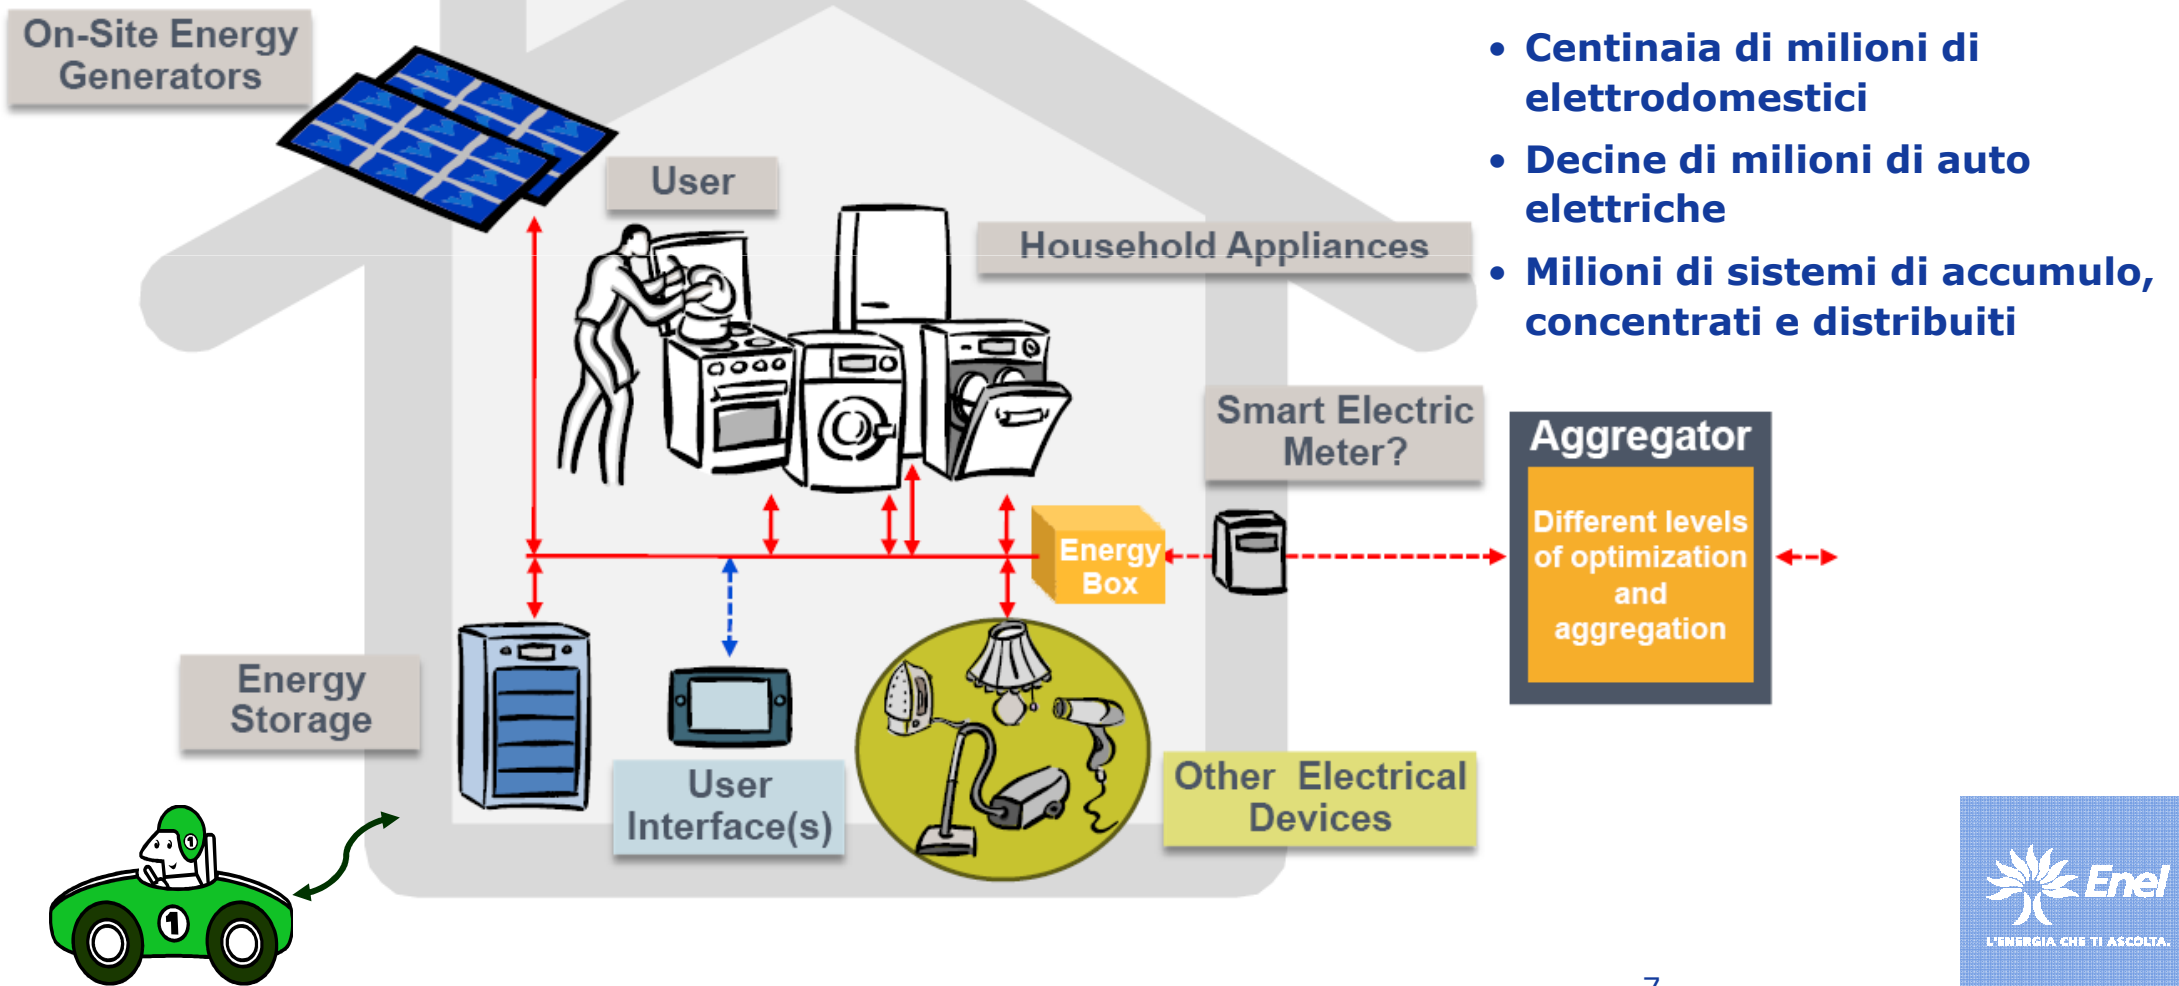 On-Site Energy
Generators
User
Household Appliances
• Centinaia di milioni di
elettrodomestici
• Decine di milioni di auto
elettriche
• Milioni di sistemi di accumulo,
concentrati e distribuiti
Smart Electric
Meter?
Aggregator
Different levels
of optimization
and
aggregation
Energy
Box
Energy
Storage
User
Interface(s)
Other Electrical
Devices
1
1
Enel
L'ENERGIA CHE TI ASCOLTA.
7